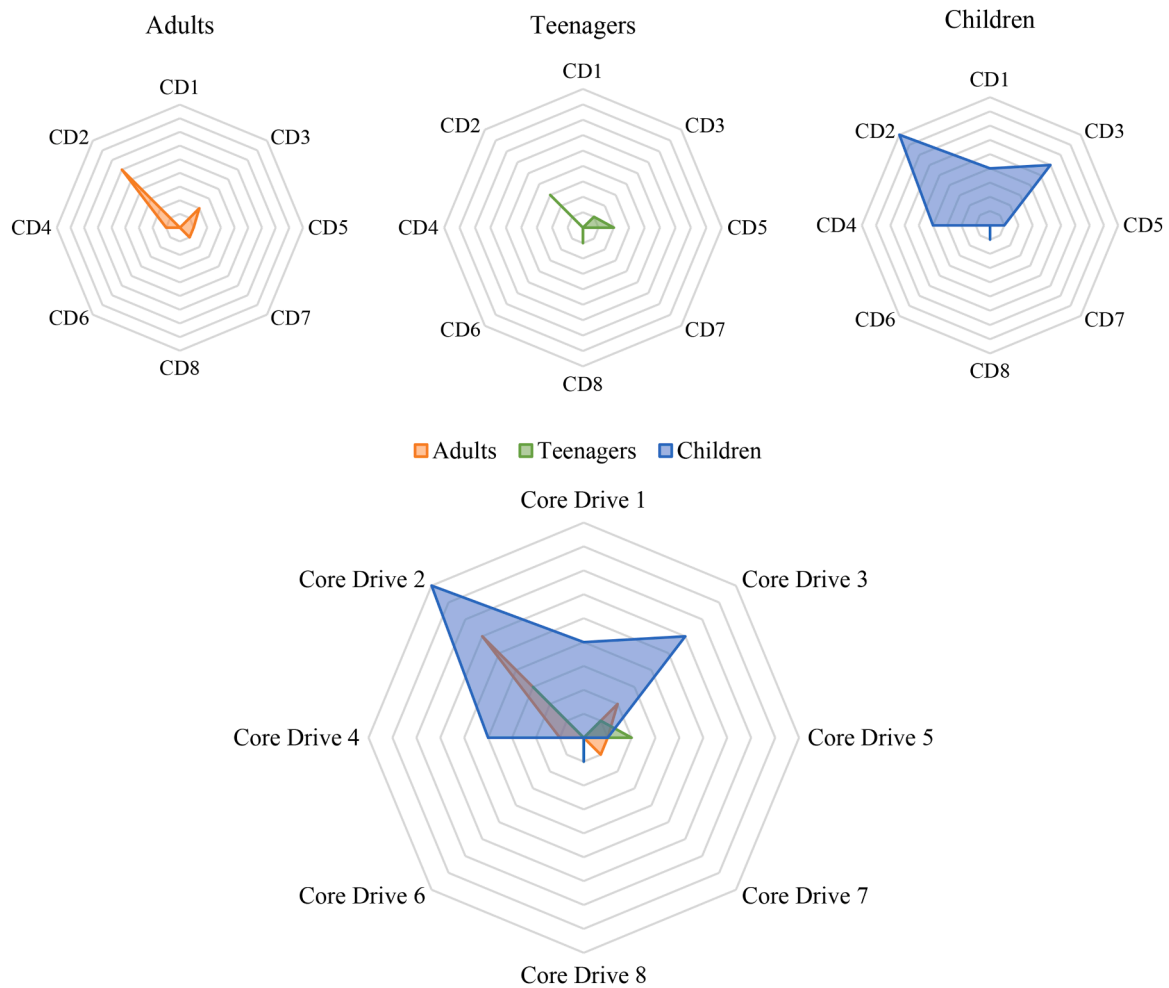 Adults
CD1
CD2
CD3
CD4
CD5
CD6
CD7
CD8
Teenagers
CD1
CD2
CD3
CD4
CD5
CD6
CD7
CD8
Children
CD1
CD2
CD3
CD4
CD5
CD6
CD7
CD8
Adults Teenagers Children
Core Drive 1
Core Drive 2
Core Drive 3
Core Drive 4
Core Drive 5
Core Drive 6
Core Drive 7
Core Drive 8